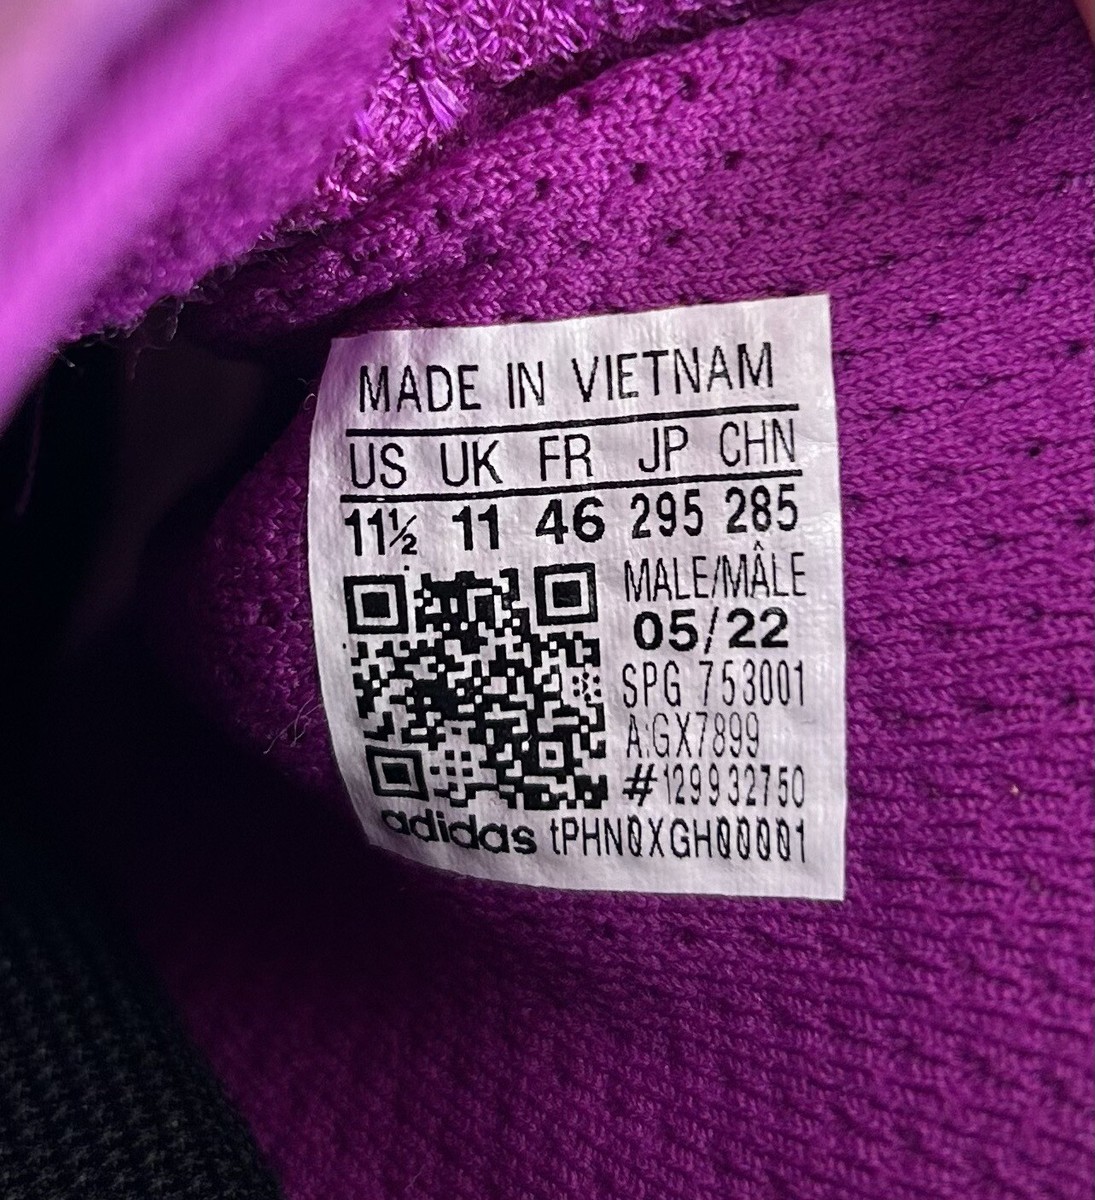 MADE IN VIETNAM
US UK FR JP CHN
11½ 11 46 295 285
MALE/MÂLE
05/22
SPG 753001
A:GX7899
#129932750
adidas tPHN0XGH00001